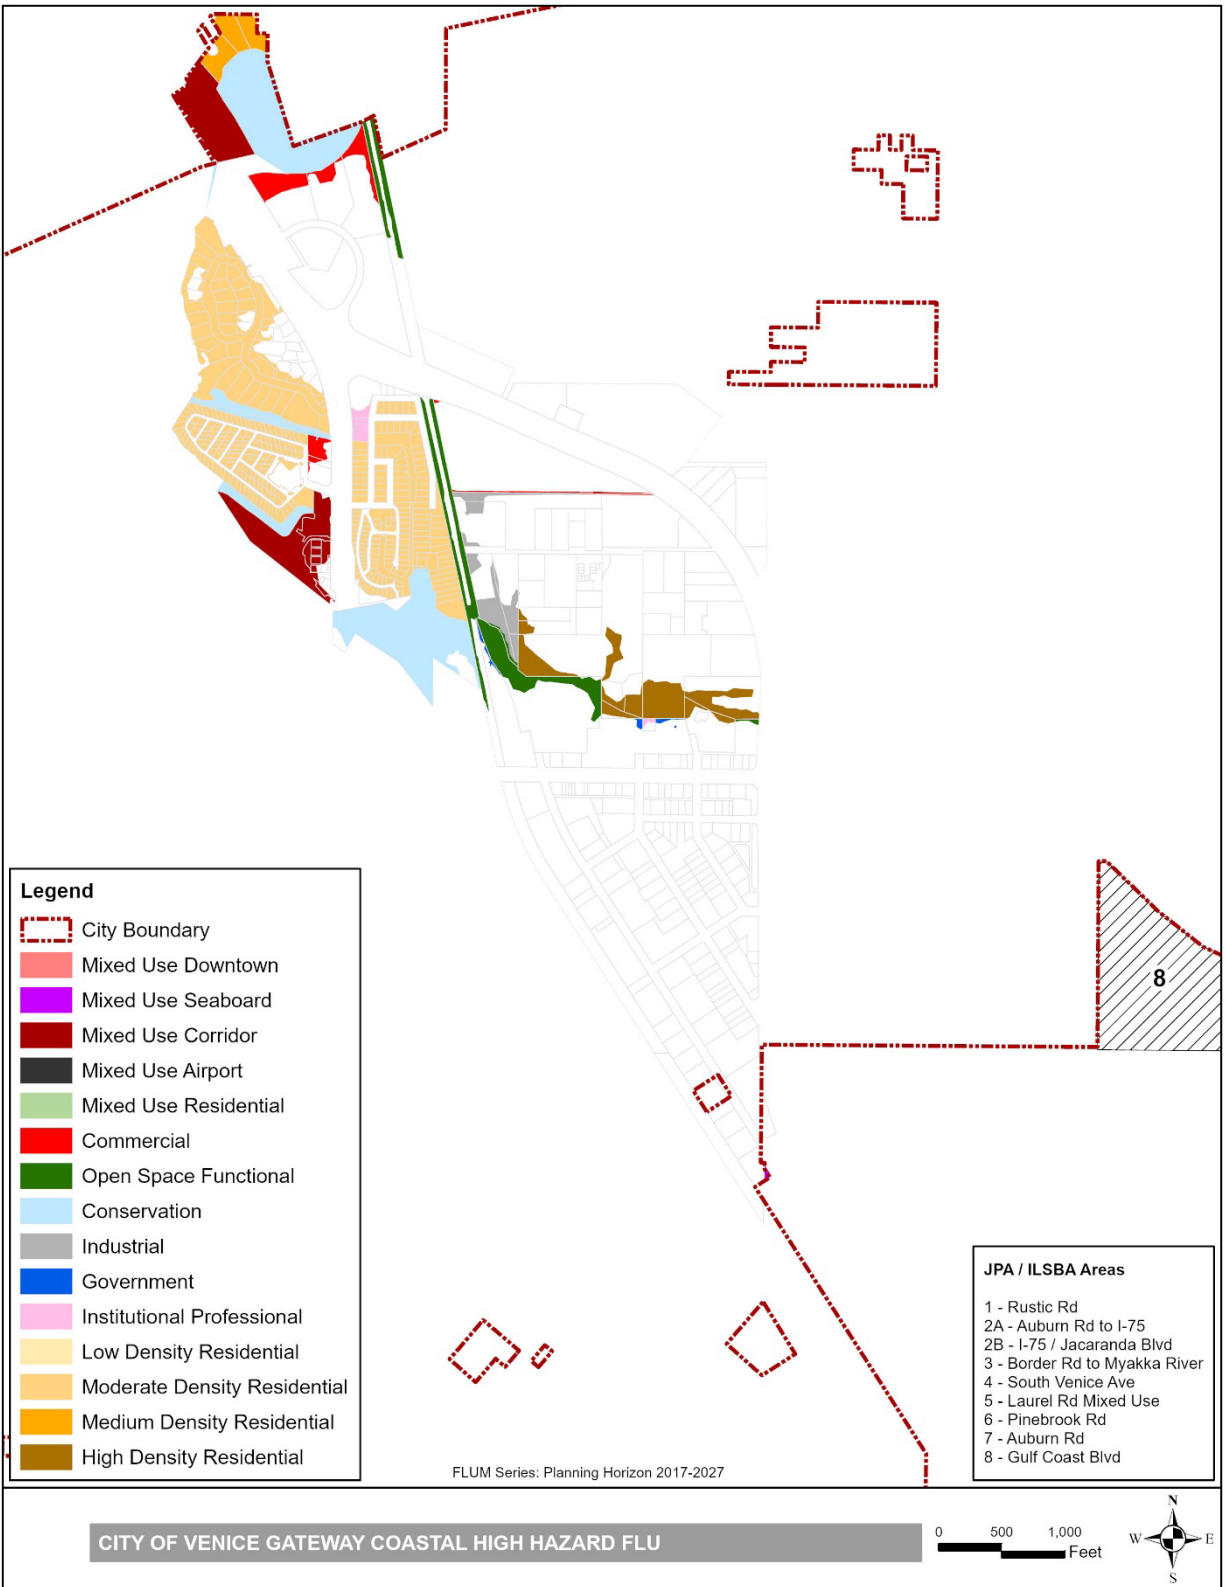 8
Legend
City Boundary
Mixed Use Downtown
Mixed Use Seaboard
Mixed Use Corridor
Mixed Use Airport
Mixed Use Residential
Commercial
Open Space Functional
Conservation
Industrial
Government
Institutional Professional
Low Density Residential
Moderate Density Residential
Medium Density Residential
High Density Residential
JPA / ILSBA Areas
1 - Rustic Rd
2A - Auburn Rd to I-75
2B - I-75 / Jacaranda Blvd
3 - Border Rd to Myakka River
4 - South Venice Ave
5 - Laurel Rd Mixed Use
6 - Pinebrook Rd
7 - Auburn Rd
8 - Gulf Coast Blvd
FLUM Series: Planning Horizon 2017-2027
CITY OF VENICE GATEWAY COASTAL HIGH HAZARD FLU
0 500 1,000
Feet
N
W E
S